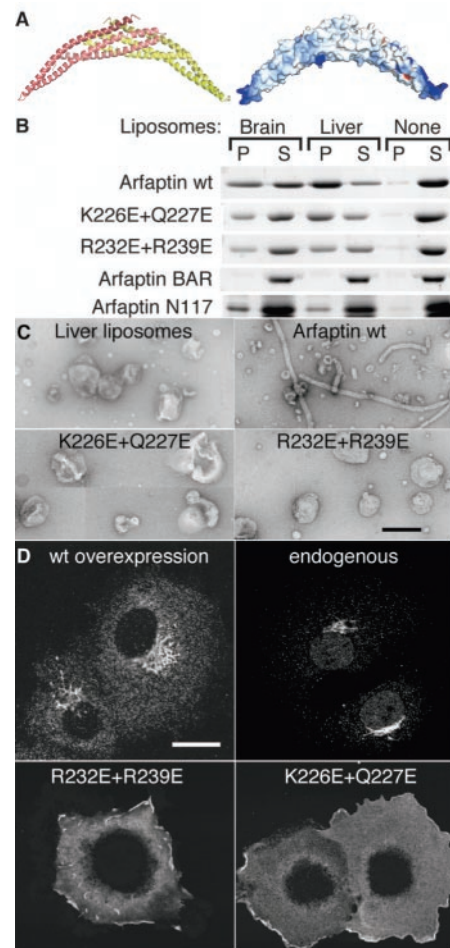 A
B Liposomes: Brain Liver None
P S P S P S
Arfaptin wt
K226E+Q227E
R232E+R239E
Arfaptin BAR
Arfaptin N117
C Liver liposomes Arfaptin wt
K226E+Q227E R232E+R239E
D wt overexpression endogenous
R232E+R239E K226E+Q227E